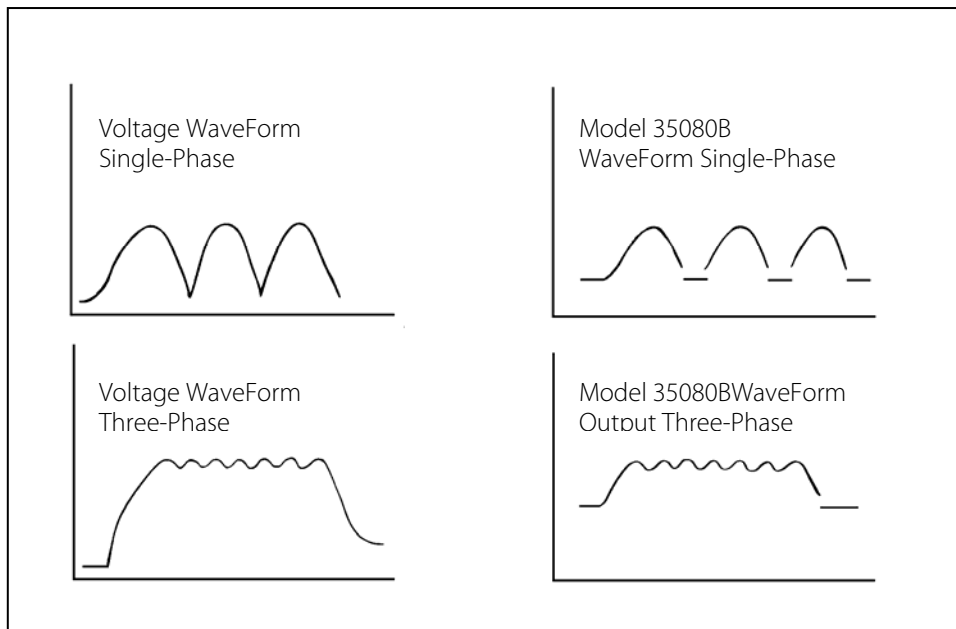 Voltage WaveForm
Single-Phase
Model 35080B
WaveForm Single-Phase
Voltage WaveForm
Three-Phase
Model 35080BWaveForm
Output Three-Phase